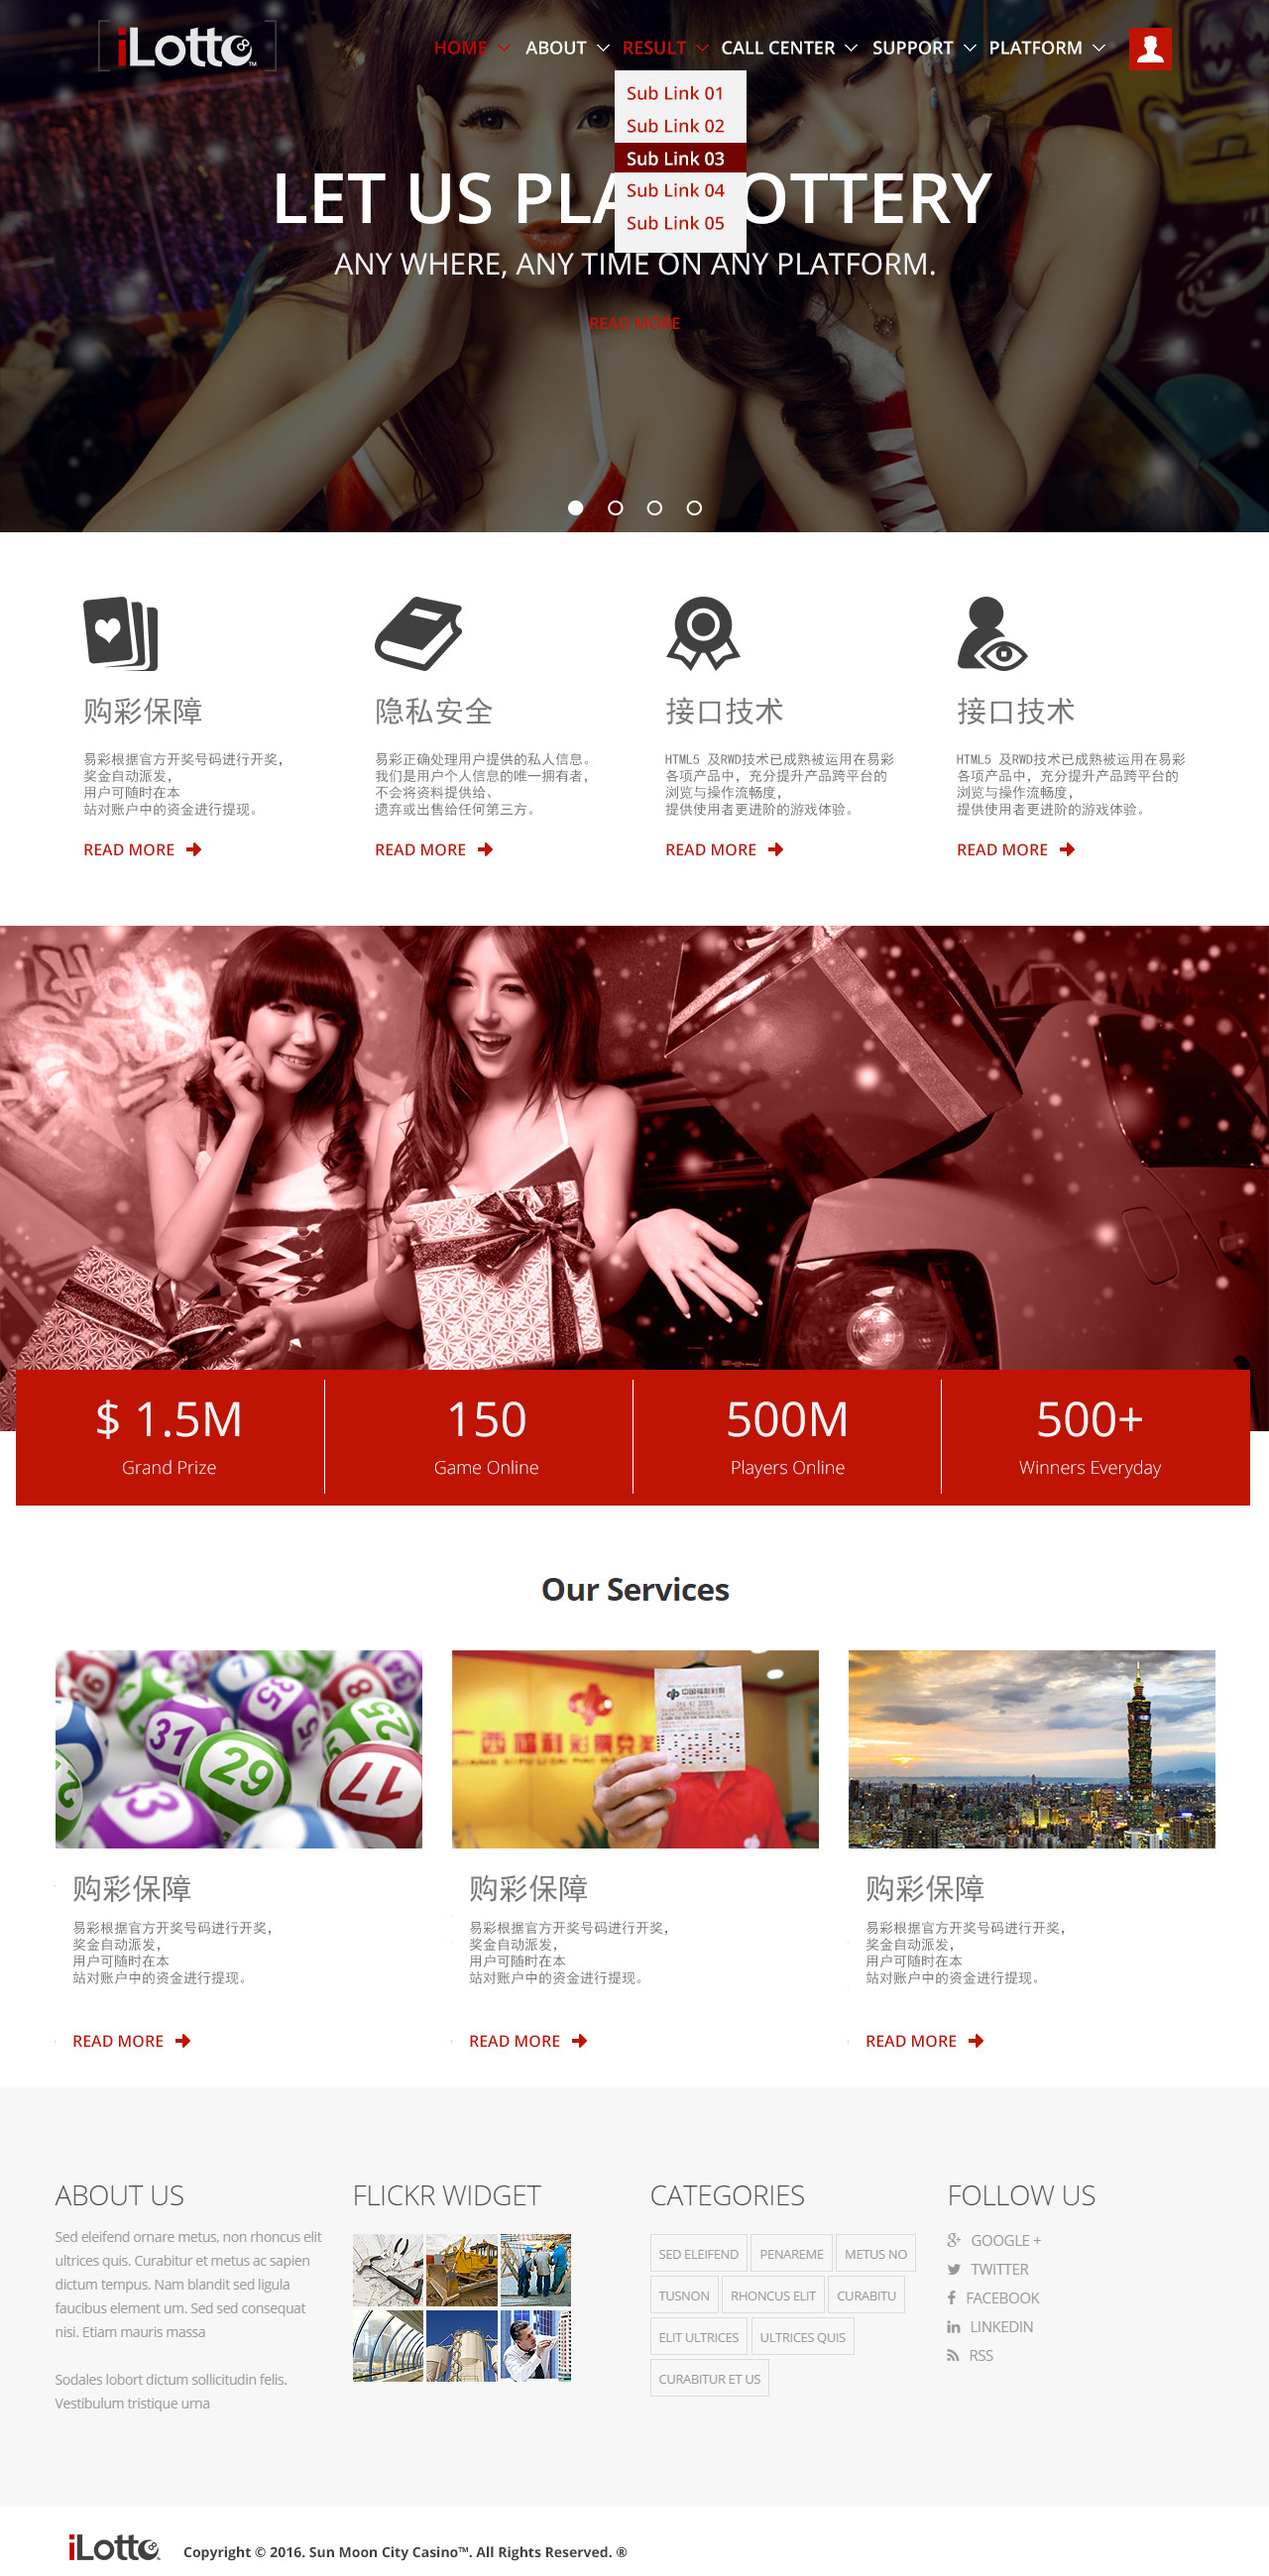 iLotto™
HOME ABOUT RESULT CALL CENTER SUPPORT PLATFORM
Sub Link 01
Sub Link 02
Sub Link 03
Sub Link 04
Sub Link 05
LET US PLA OTTERY
ANY WHERE, ANY TIME ON ANY PLATFORM.
READ MORE
购彩保障
易彩根据官方开奖号码进行开奖，
奖金自动派发，
用户可随时在本
站对账户中的资金进行提现。
READ MORE
隐私安全
易彩正确处理用户提供的私人信息。
我们是用户个人信息的唯一拥有者，
不会将资料提供给、
遗弃或出售给任何第三方。
READ MORE
接口技术
HTML5 及RWD技术已成熟被运用在易彩
各项产品中，充分提升产品跨平台的
浏览与操作流畅度，
提供使用者更进阶的游戏体验。
READ MORE
接口技术
HTML5 及RWD技术已成熟被运用在易彩
各项产品中，充分提升产品跨平台的
浏览与操作流畅度，
提供使用者更进阶的游戏体验。
READ MORE
$ 1.5M
Grand Prize
150
Game Online
500M
Players Online
500+
Winners Everyday
Our Services
7
35
31
29
25
17
03
中国福利彩票
西福利彩票兑奖
购彩保障
易彩根据官方开奖号码进行开奖，
奖金自动派发，
用户可随时在本
站对账户中的资金进行提现。
READ MORE
购彩保障
易彩根据官方开奖号码进行开奖，
奖金自动派发，
用户可随时在本
站对账户中的资金进行提现。
READ MORE
购彩保障
易彩根据官方开奖号码进行开奖，
奖金自动派发，
用户可随时在本
站对账户中的资金进行提现。
READ MORE
ABOUT US
Sed eleifend ornare metus, non rhoncus elit
ultrices quis. Curabitur et metus ac sapien
dictum tempus. Nam blandit sed ligula
faucibus element um. Sed sed consequat
nisi. Etiam mauris massa
Sodales lobort dictum sollicitudin felis.
Vestibulum tristique urna
FLICKR WIDGET
CATEGORIES
SED ELEIFEND PENAREME METUS NO
TUSNON RHONCUS ELIT CURABITU
ELIT ULTRICES ULTRICES QUIS
CURABITUR ET US
FOLLOW US
GOOGLE +
TWITTER
FACEBOOK
LINKEDIN
RSS
iLotto
Copyright © 2016. Sun Moon City Casino™. All Rights Reserved. ®